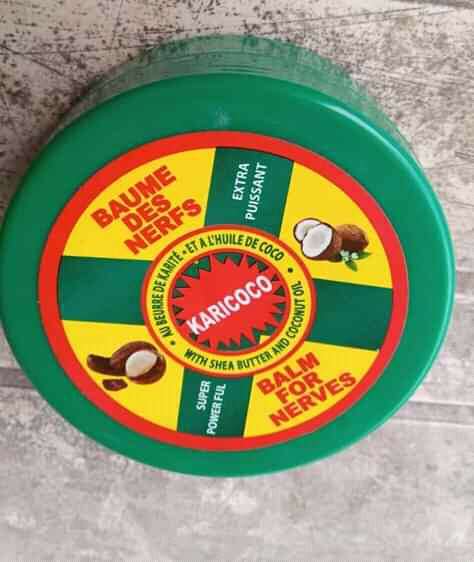 BAUME
DES
NERFS
EXTRA
PUISSANT
• AU BEURRE DE KARITÉ • ET A L'HUILE DE COCO •
KARICOCO
WITH SHEA BUTTER AND COCONUT OIL
SUPER
POWER FUL
BALM
FOR
NERVES